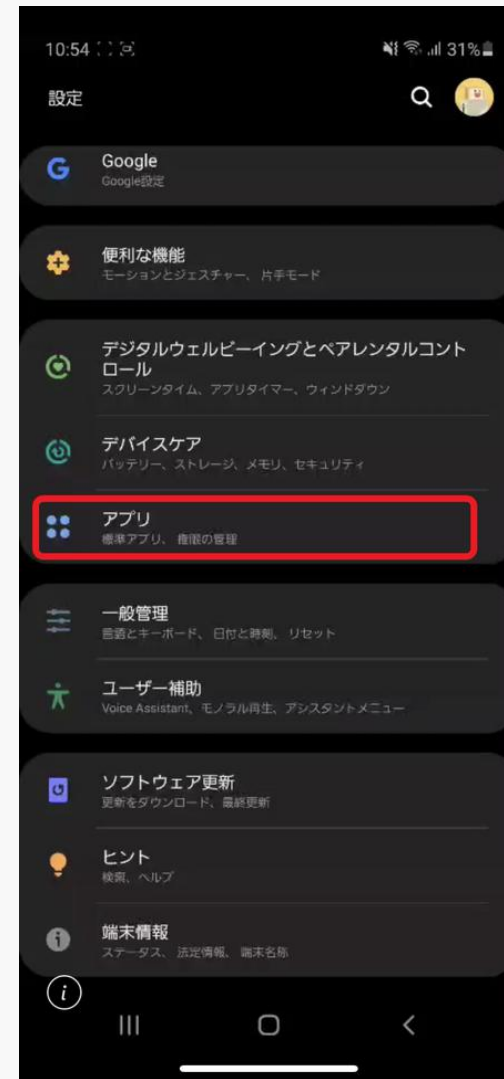 10:54
31%
設定
Google
Google設定
便利な機能
モーションとジェスチャー、片手モード
デジタルウェルビーイングとペアレンタルコント
ロール
スクリーンタイム、アプリタイマー、ウィンドダウン
デバイスケア
バッテリー、ストレージ、メモリ、セキュリティ
アプリ
標準アプリ、 権限の管理
一般管理
言語とキーボード、 日付と時刻、 リセット
ユーザー補助
Voice Assistant、モノラル再生、アシスタントメニュー
ソフトウェア更新
更新をダウンロード、最終更新
ヒント
検索、ヘルプ
端末情報
ステータス、 法定情報、 端末名称